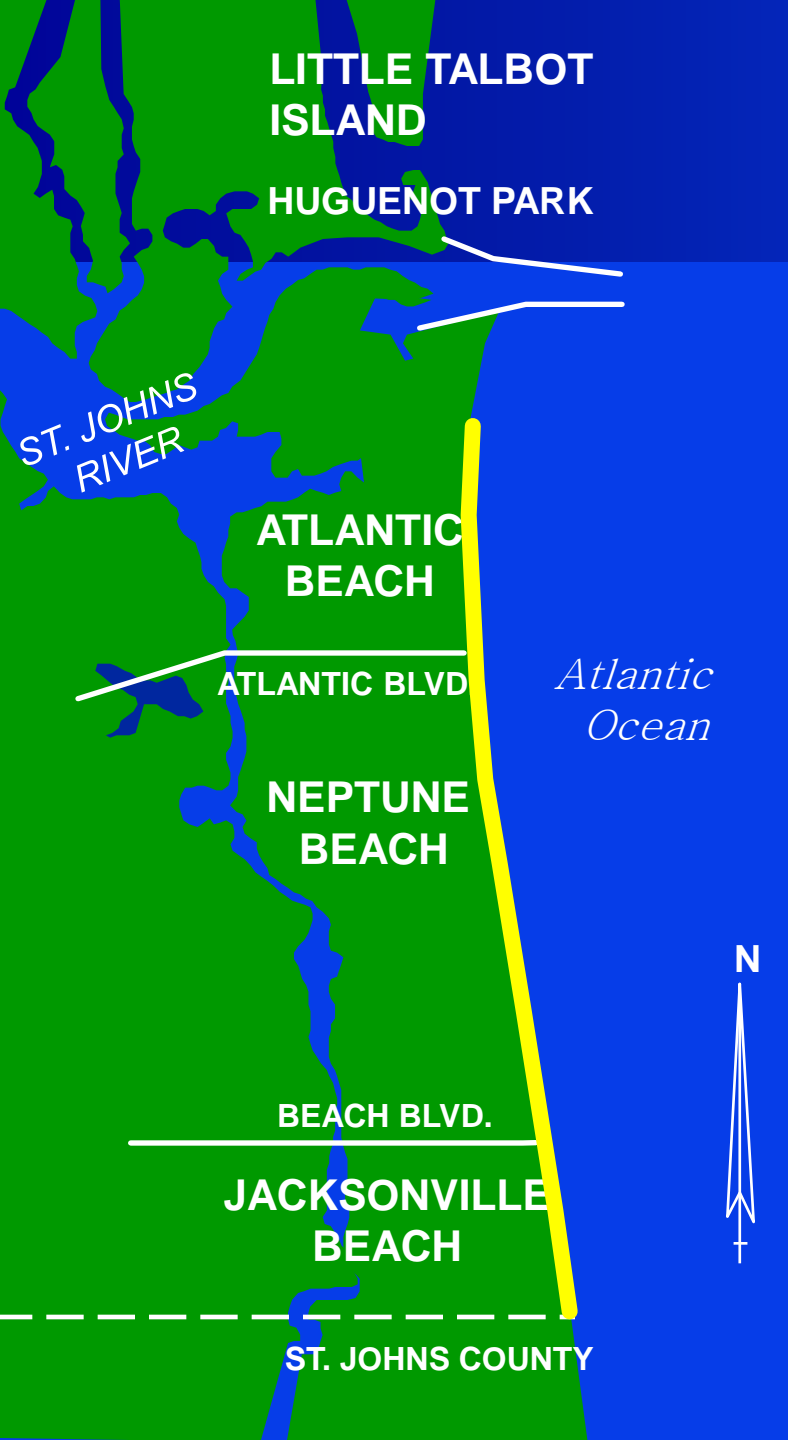 LITTLE TALBOT
ISLAND
HUGUENOT PARK
ST. JOHNS
RIVER
ATLANTIC
BEACH
ATLANTIC BLVD
Atlantic
Ocean
NEPTUNE
BEACH
N
BEACH BLVD.
JACKSONVILLE
BEACH
ST. JOHNS COUNTY